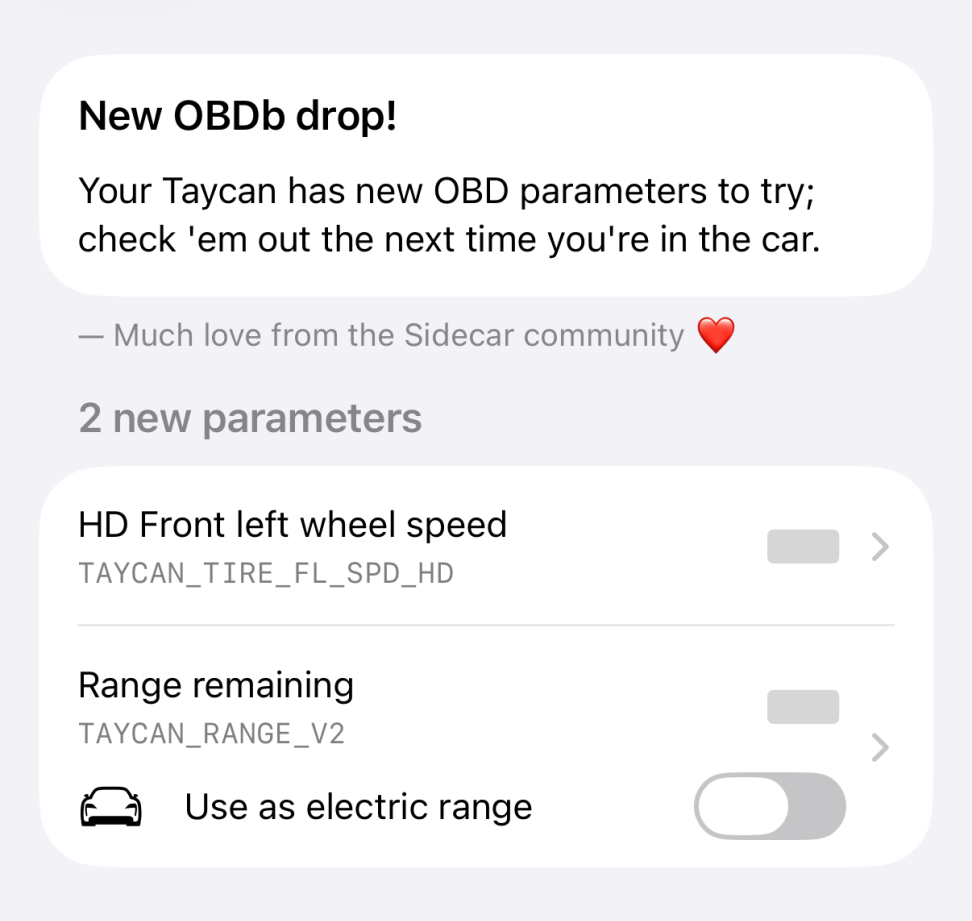 New OBDb drop!
Your Taycan has new OBD parameters to try;
check 'em out the next time you're in the car.
— Much love from the Sidecar community ❤️
2 new parameters
HD Front left wheel speed
TAYCAN_TIRE_FL_SPD_HD
Range remaining
TAYCAN_RANGE_V2
Use as electric range